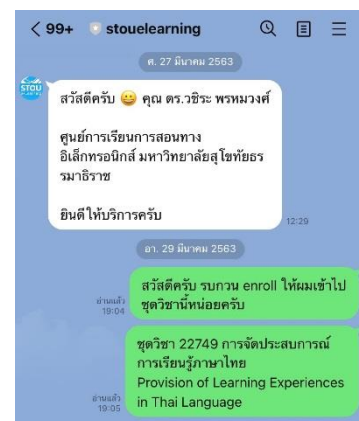 99+ stouelearning
ศ. 27 มีนาคม 2563
STOU
สวัสดีครับ 😀 คุณ ดร.วชิระ พรหมวงศ์
ศูนย์การเรียนการสอนทาง
อิเล็กทรอนิกส์ มหาวิทยาลัยสุโขทัยธร
รมาธิราช
ยินดีให้บริการครับ
12:29
อา. 29 มีนาคม 2563
สวัสดีครับ รบกวน enroll ให้ผมเข้าไป
ชุดวิชานี้หน่อยครับ
อ่านแล้ว
19:04
ชุดวิชา 22749 การจัดประสบการณ์
การเรียนรู้ภาษาไทย
Provision of Learning Experiences
in Thai Language
อ่านแล้ว
19:05